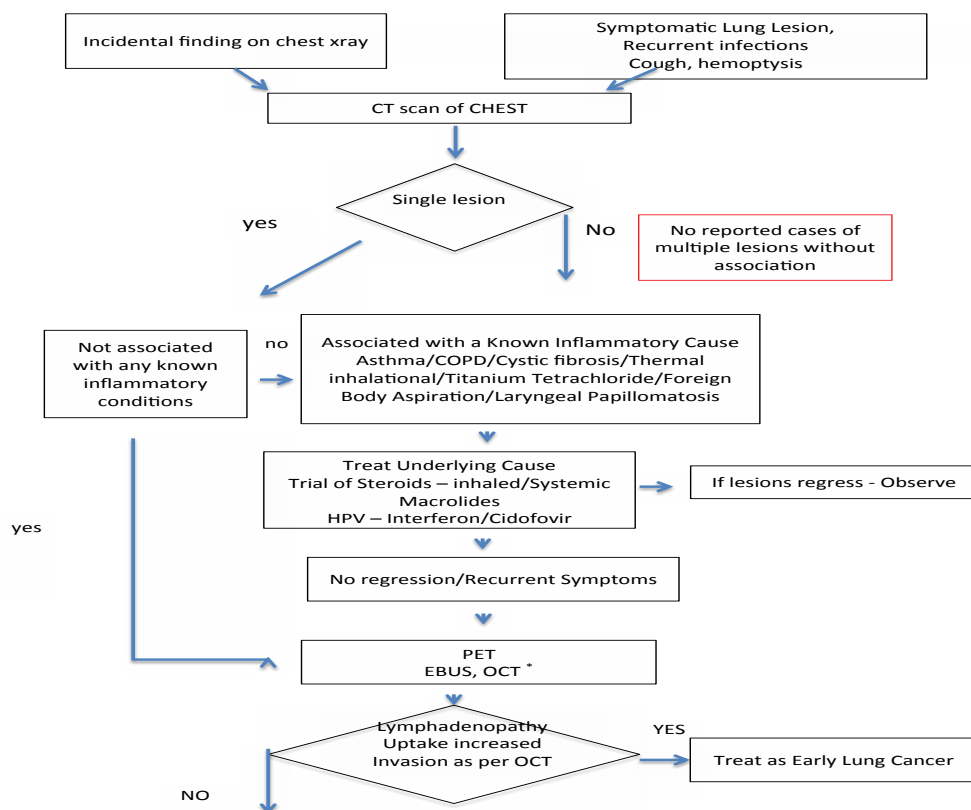 Incidental finding on chest xray
Symptomatic Lung Lesion,
Recurrent infections
Cough, hemoptysis
CT scan of CHEST
Single lesion
yes
No
No reported cases of
multiple lesions without
association
Not associated
with any known
inflammatory
conditions
no
Associated with a Known Inflammatory Cause
Asthma/COPD/Cystic fibrosis/Thermal
inhalational/Titanium Tetrachloride/Foreign
Body Aspiration/Laryngeal Papillomatosis
Treat Underlying Cause
Trial of Steroids – inhaled/Systemic
Macrolides
HPV – Interferon/Cidofovir
If lesions regress - Observe
yes
No regression/Recurrent Symptoms
PET
EBUS, OCT *
Lymphadenopathy
Uptake increased
Invasion as per OCT
YES
Treat as Early Lung Cancer
NO